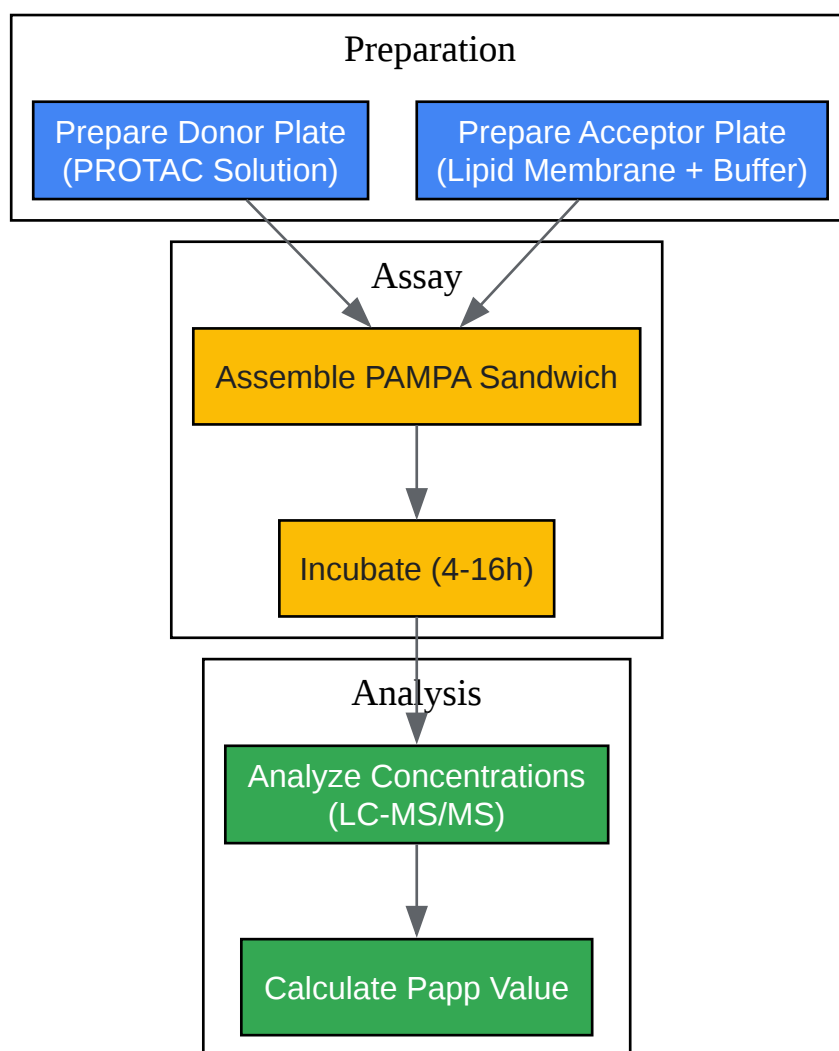 Preparation
Prepare Donor Plate
(PROTAC Solution)
Prepare Acceptor Plate
(Lipid Membrane + Buffer)
Assay
Assemble PAMPA Sandwich
Incubate (4-16h)
Analysis
Analyze Concentrations
(LC-MS/MS)
Calculate Papp Value